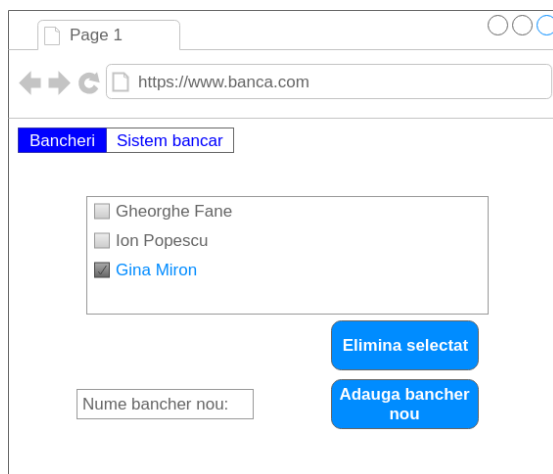 Page 1
https://www.banca.com
Bancheri Sistem bancar
Gheorghe Fane
Ion Popescu
Gina Miron
Elimina selectat
Nume bancher nou:
Adauga bancher
nou